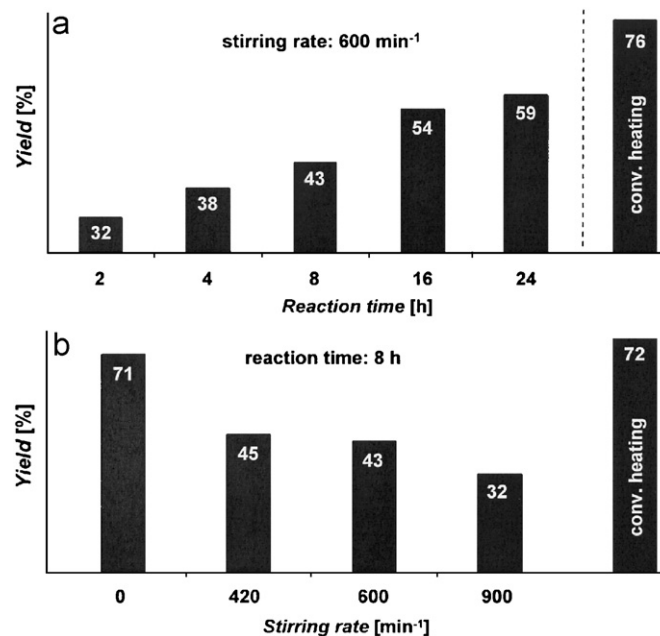 a
stirring rate: 600 min⁻¹
76
59
54
43
38
32
conv. heating
Yield [%]
2 4 8 16 24
Reaction time [h]
b
reaction time: 8 h
72
71
45
43
32
conv. heating
Yield [%]
0 420 600 900
Stirring rate [min⁻¹]